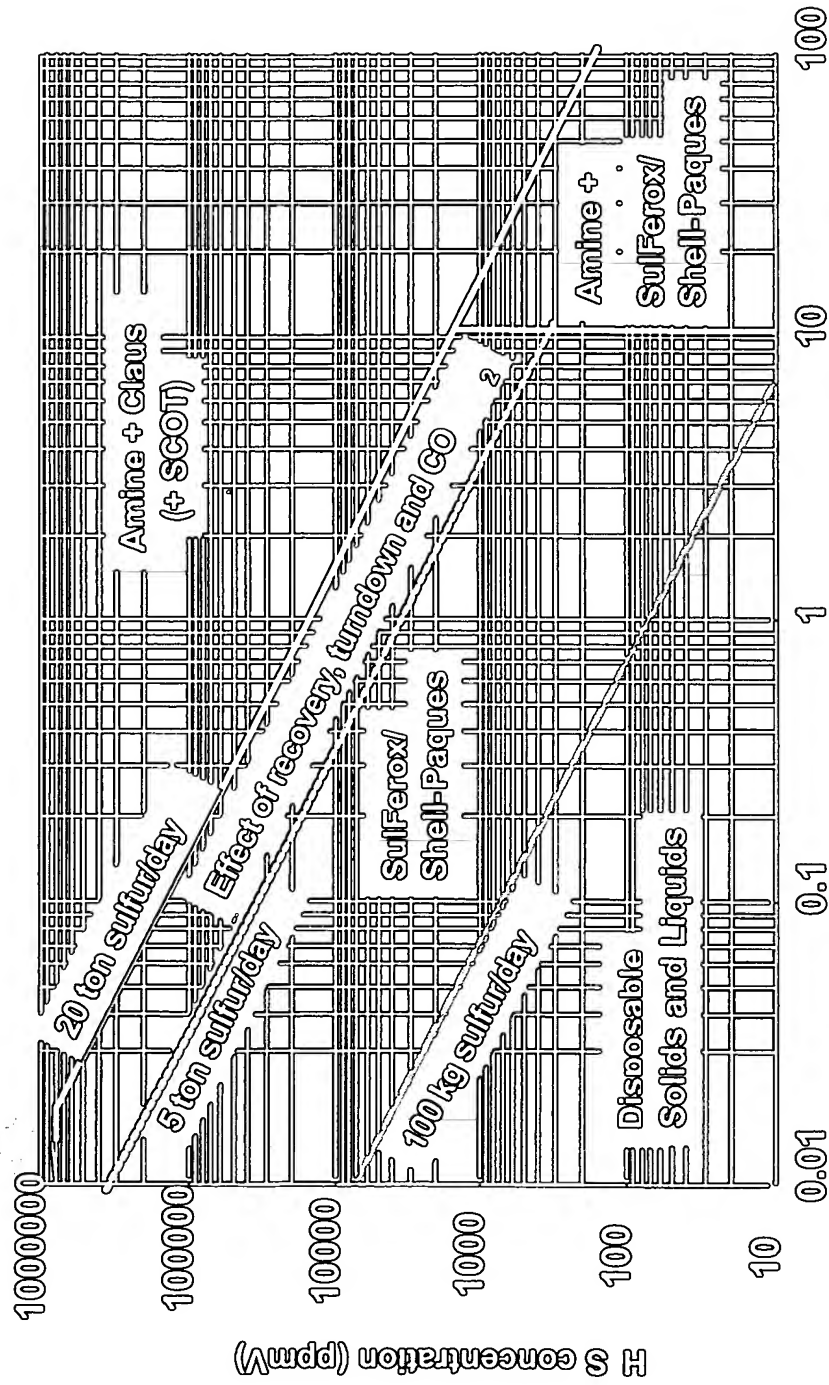 H S concentration (ppmV)
1000000
100000
10000
1000
100
10
0.01
0.1
1
10
100
20 ton sulfur/day
Amine + Claus
(+ SCOT)
Effect of recovery, turndown and CO
2
5 ton sulfur/day
SulFerox/
Shell-Paques
Amine +
SulFerox/
Shell-Paques
100 kg sulfur/day
Disposable
Solids and Liquids